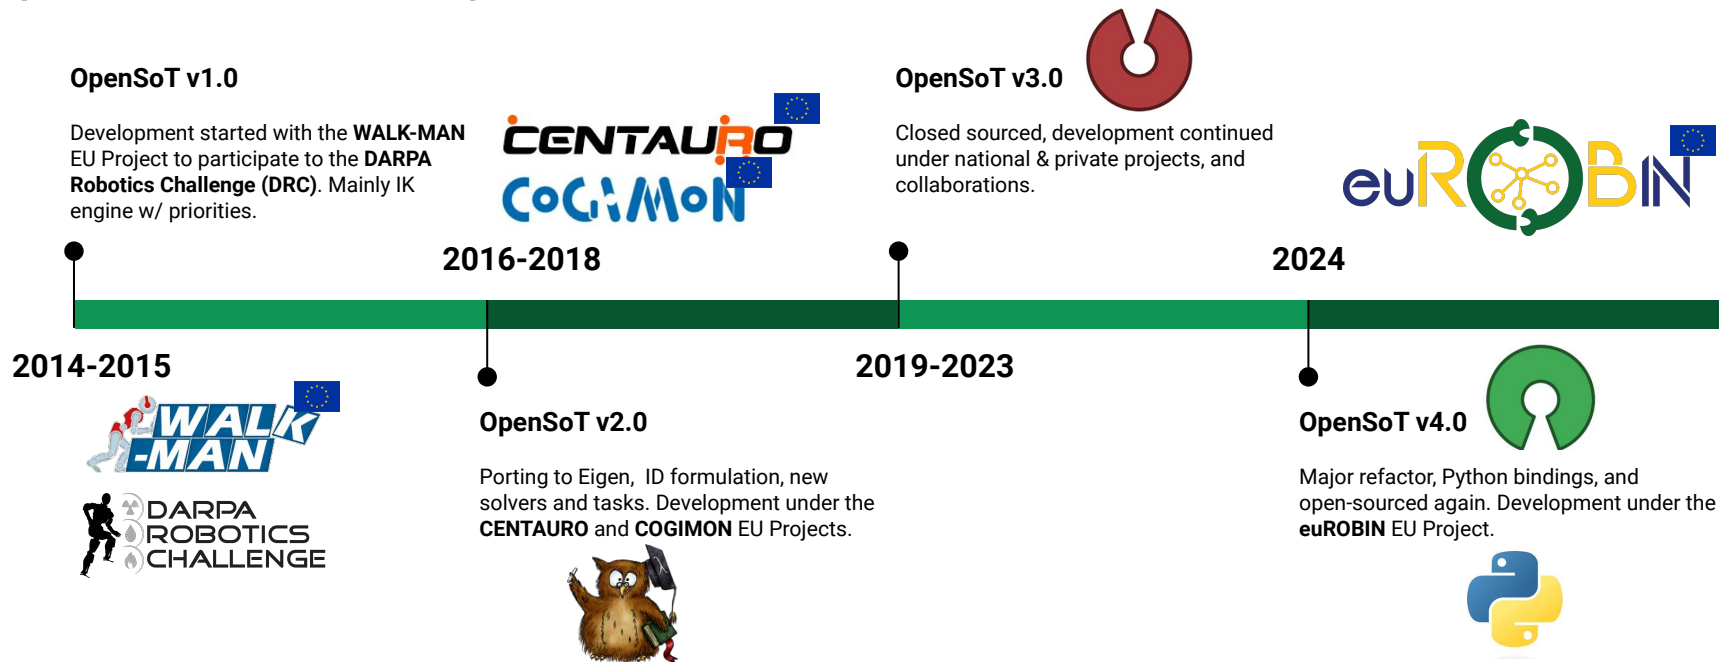 OpenSoT v1.0
Development started with the WALK-MAN
EU Project to participate to the DARPA
Robotics Challenge (DRC). Mainly IK
engine w/ priorities.
CENTAURO
CoGiMoN
OpenSoT v3.0
Closed sourced, development continued
under national & private projects, and
collaborations.
euROBIN
2016-2018
2024
2014-2015
2019-2023
WALK
-MAN
DARPA
ROBOTICS
CHALLENGE
OpenSoT v2.0
Porting to Eigen, ID formulation, new
solvers and tasks. Development under the
CENTAURO and COGIMON EU Projects.
OpenSoT v4.0
Major refactor, Python bindings, and
open-sourced again. Development under the
euROBIN EU Project.